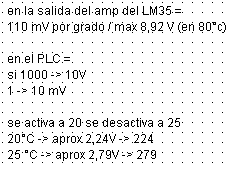 en la salida del amp del LM35 =
110 mV por grado / max 8,92 V (en 80°c)
en el PLC =
si 1000 -> 10V
1 -> 10 mV
se activa a 20 se desactiva a 25
20°C -> aprox 2,24V -> 224
25 °C -> aprox 2,79V -> 279